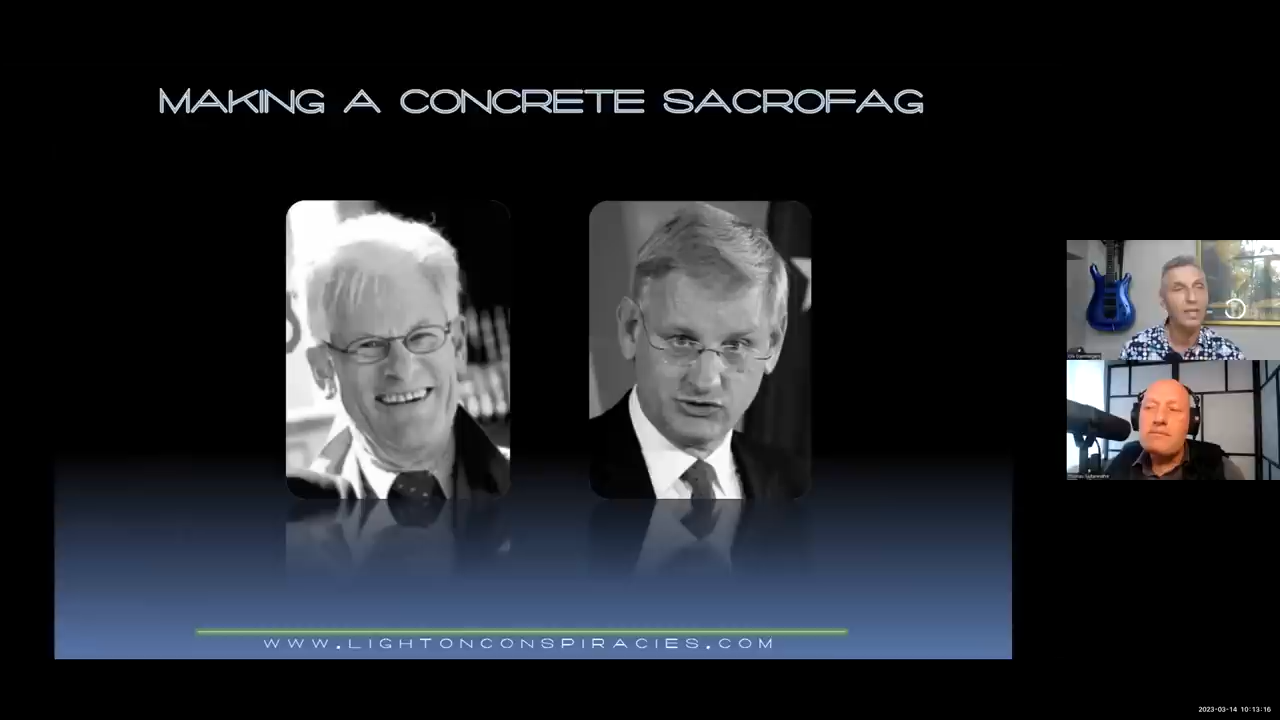 MAKING A CONCRETE SACROFAG
WWW.LIGHTONCONSPIRACIES.COM
2023-03-14 10:13:16